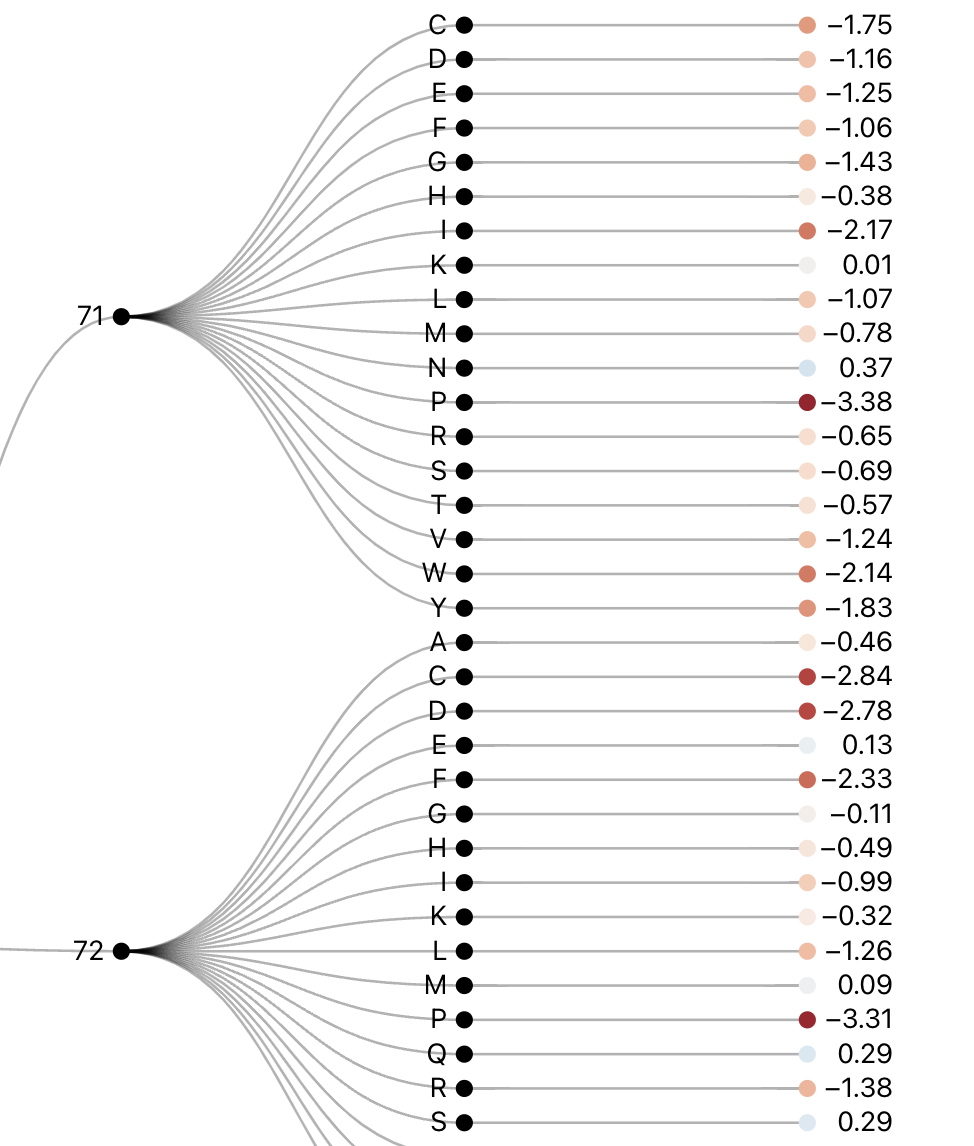 C −1.75
D −1.16
E −1.25
F −1.06
G −1.43
H −0.38
I −2.17
K 0.01
L −1.07
71
M −0.78
N 0.37
P −3.38
R −0.65
S −0.69
T −0.57
V −1.24
W −2.14
Y −1.83
A −0.46
C −2.84
D −2.78
E 0.13
F −2.33
G −0.11
H −0.49
I −0.99
K −0.32
72 L −1.26
M 0.09
P −3.31
Q 0.29
R −1.38
S 0.29